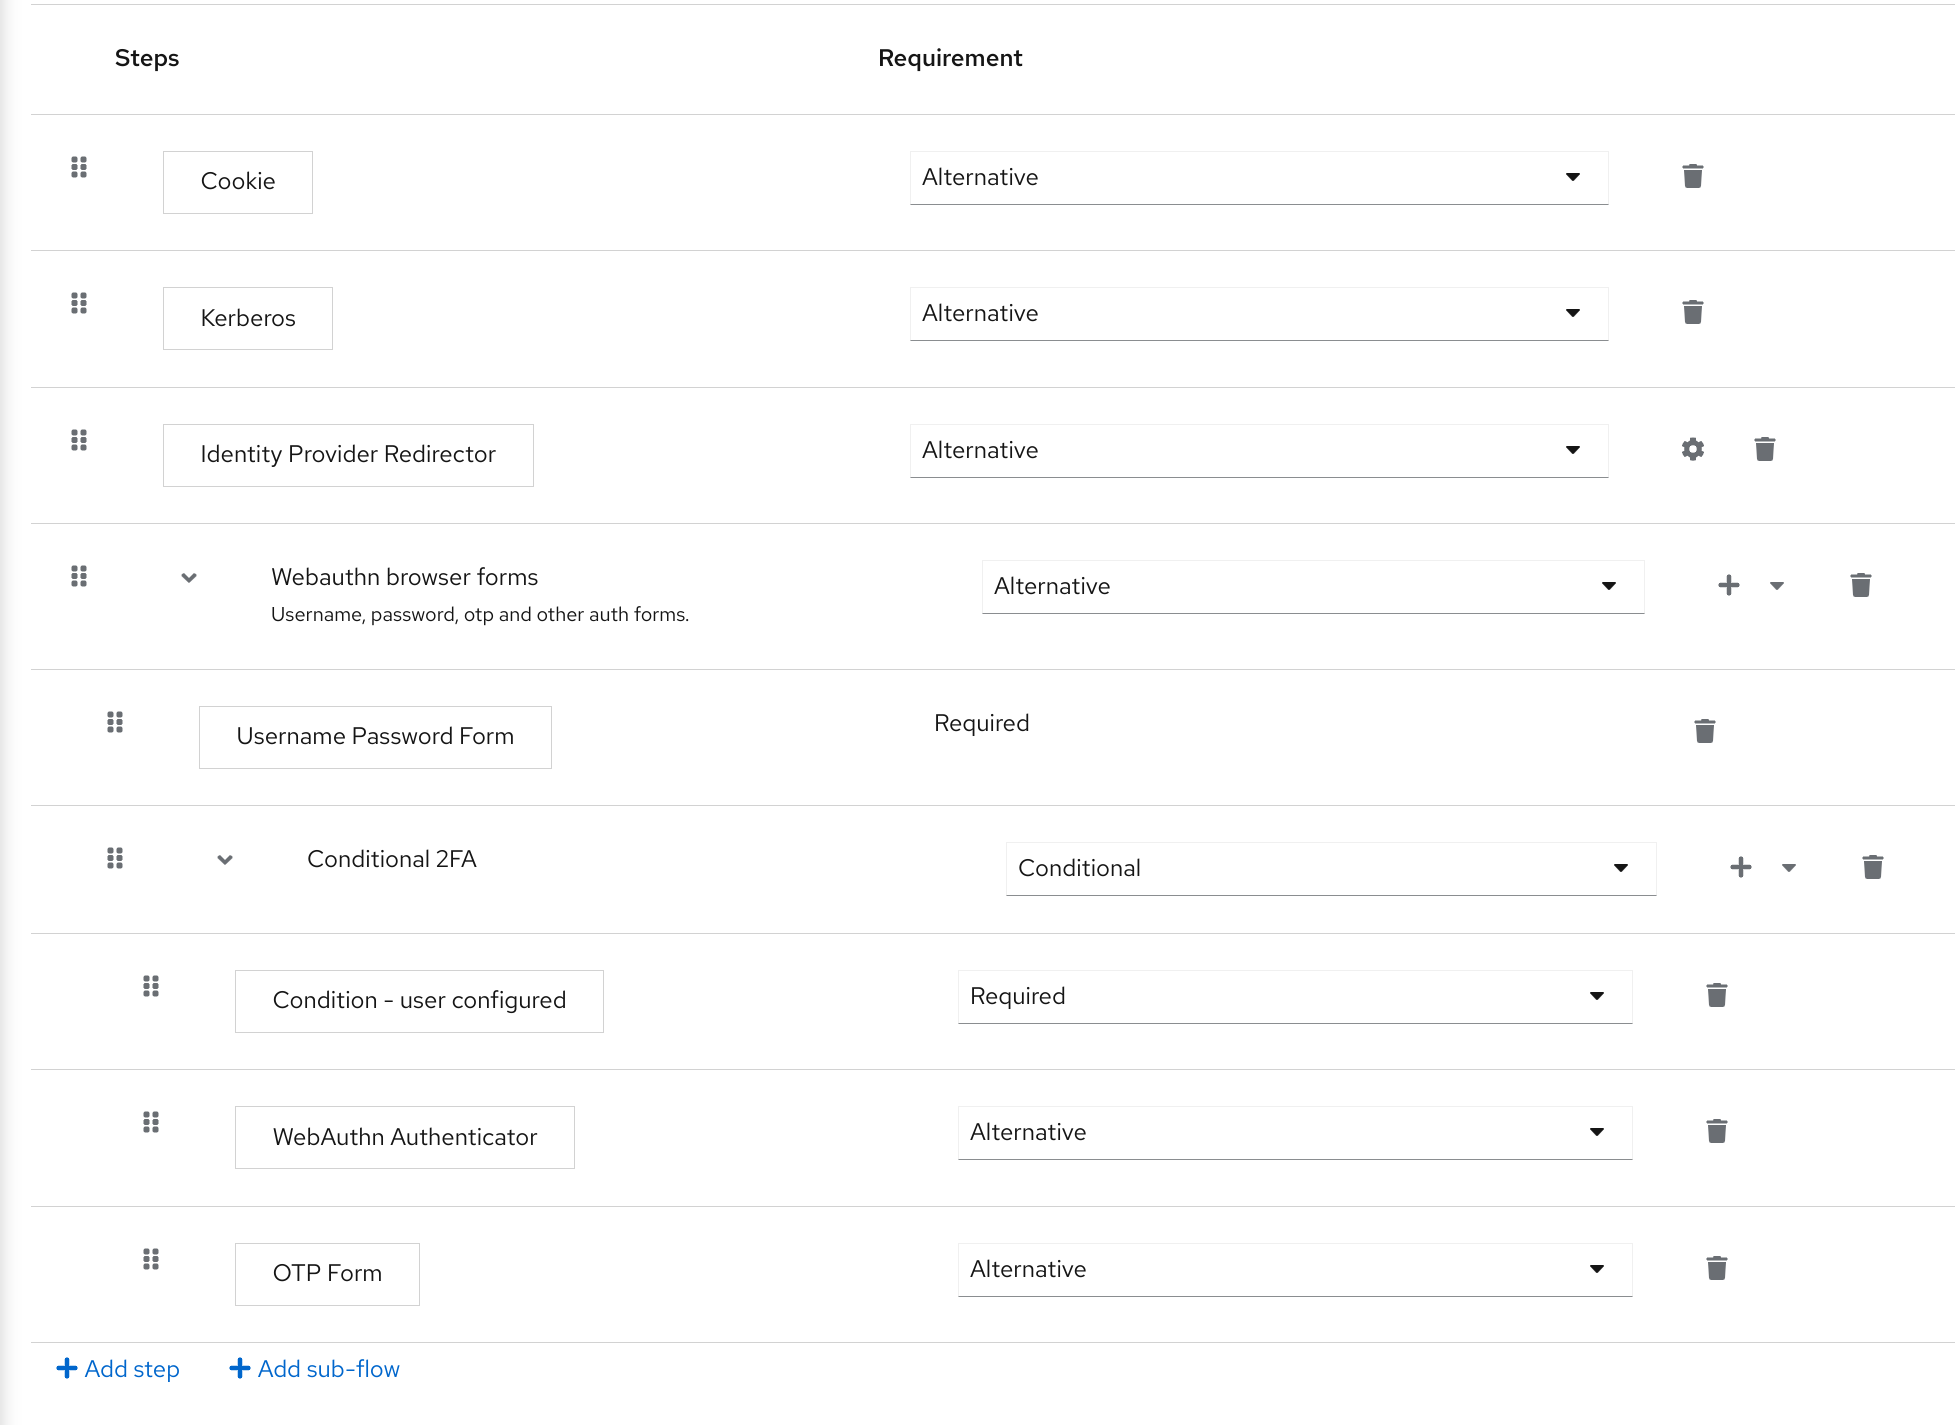 Steps Requirement
Cookie Alternative
Kerberos Alternative
Identity Provider Redirector Alternative
Webauthn browser forms Alternative
Username, password, otp and other auth forms.
Username Password Form Required
Conditional 2FA Conditional
Condition - user configured Required
WebAuthn Authenticator Alternative
OTP Form Alternative
Add step Add sub-flow